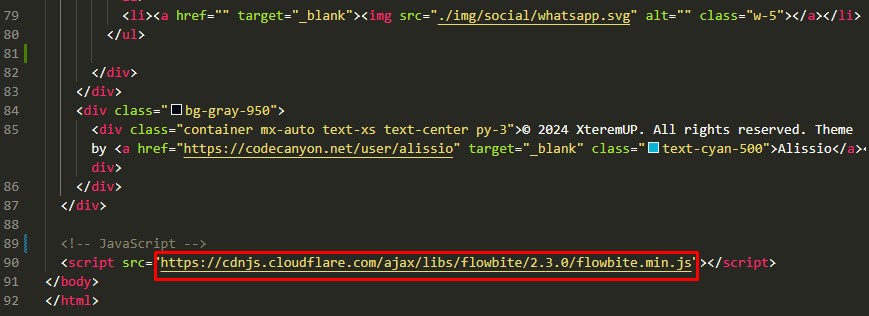 79 <li><a href="" target="_blank"><img src="./img/social/whatsapp.svg" alt="" class="w-5"></a></li>
80 </ul>
81
82 </div>
83 </div>
84 <div class="bg-gray-950">
85 <div class="container mx-auto text-xs text-center py-3">© 2024 XteremUP. All rights reserved. Theme
by <a href="https://codecanyon.net/user/alissio" target="_blank" class="text-cyan-500">Alissio</a><
div>
86 </div>
87 </div>
88
89 <!-- JavaScript -->
90 <script src="https://cdnjs.cloudflare.com/ajax/libs/flowbite/2.3.0/flowbite.min.js"></script>
91 </body>
92 </html>